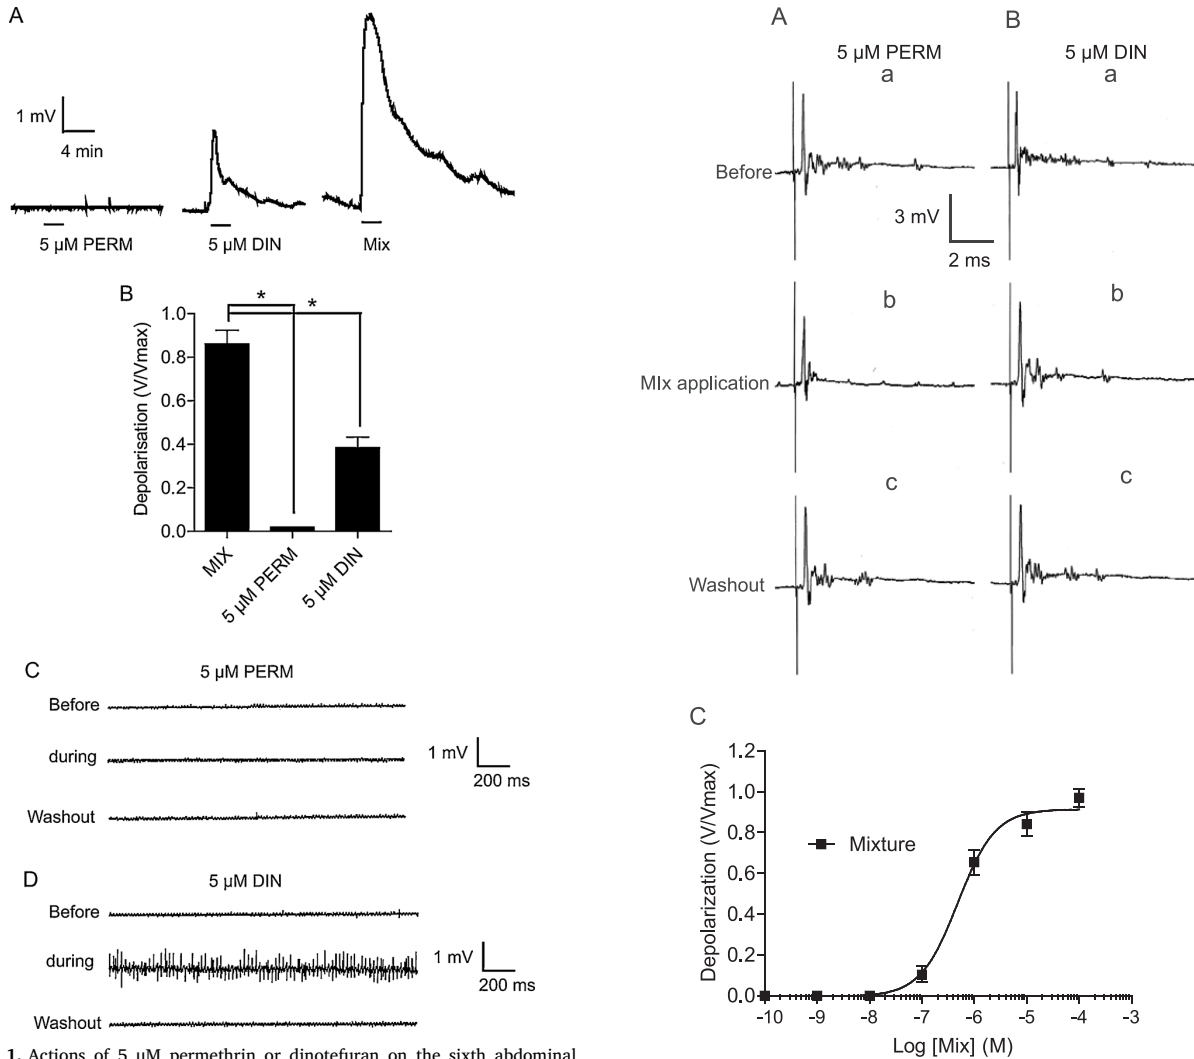 A
1 mV
4 min
5 µM PERM
5 µM DIN
Mix
B
Depolarisation (V/Vmax)
1.0
0.8
0.6
0.4
0.2
0.0
*
*
MIX
5 µM PERM
5 µM DIN
C
5 µM PERM
Before
during
Washout
1 mV
200 ms
D
5 µM DIN
Before
during
Washout
1 mV
200 ms
1. Actions of 5 µM permethrin or dinotefuran on the sixth abdominal
A
B
5 µM PERM
5 µM DIN
a
a
Before
3 mV
2 ms
b
b
MIx application
c
c
Washout
C
Depolarization (V/Vmax)
1.2
1.0
0.8
0.6
0.4
0.2
0.0
Mixture
-10
-9
-8
-7
-6
-5
-4
-3
Log [Mix] (M)